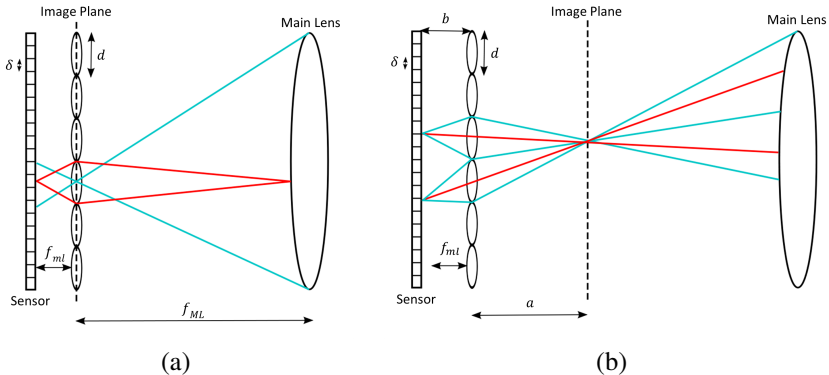 Image Plane
Main Lens
δ
d
f_ml
Sensor
f_ML
(a)
Image Plane
Main Lens
b
δ
d
f_ml
Sensor
a
(b)